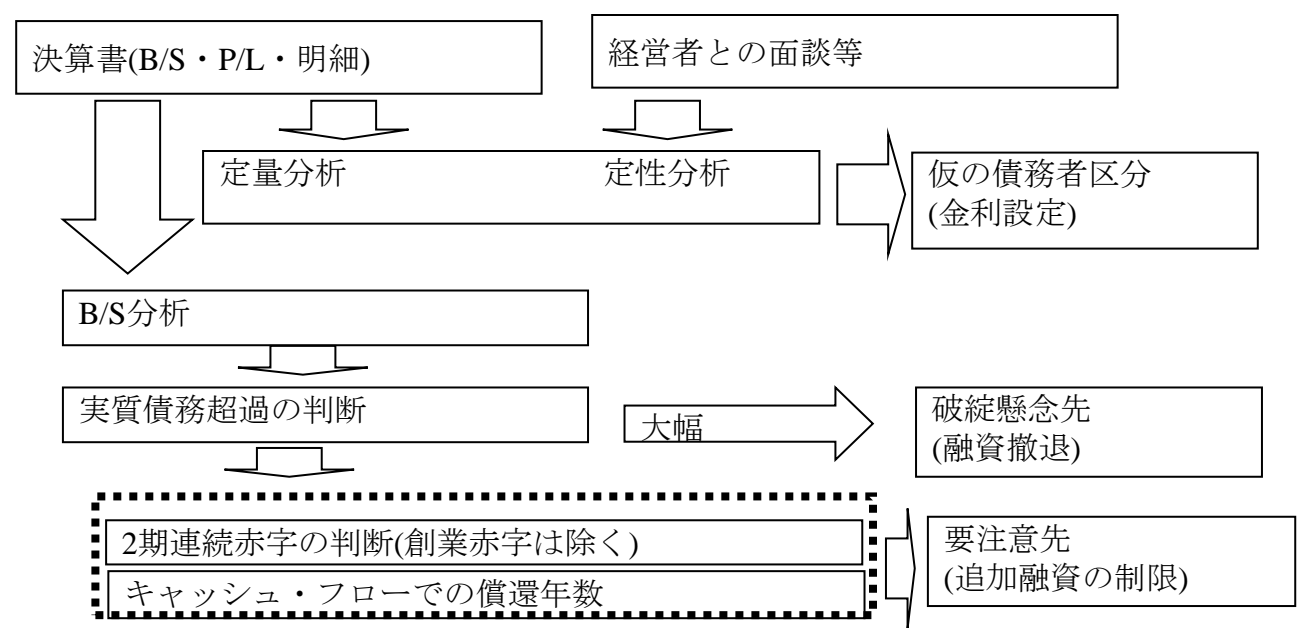 決算書(B/S・P/L・明細)
経営者との面談等
定量分析
定性分析
仮の債務者区分
(金利設定)
B/S分析
実質債務超過の判断
大幅
破綻懸念先
(融資撤退)
2期連続赤字の判断(創業赤字は除く)
キャッシュ・フローでの償還年数
要注意先
(追加融資の制限)